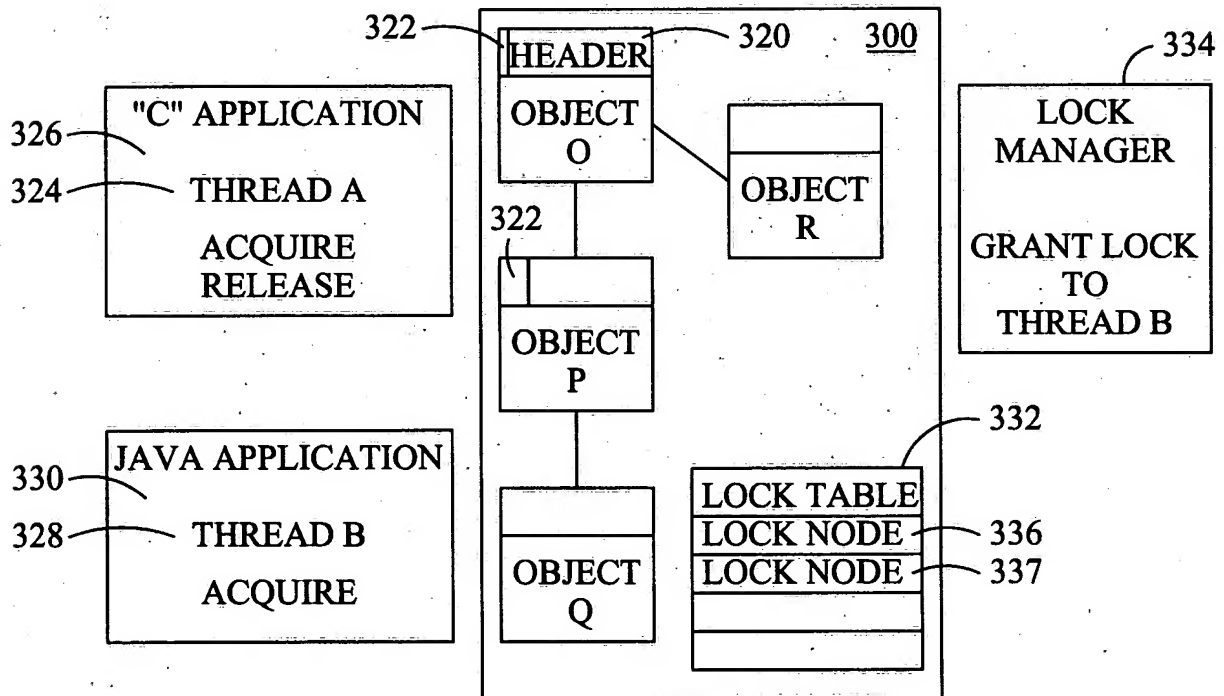 322
HEADER
320
300
334
"C" APPLICATION
326
324
THREAD A
ACQUIRE
RELEASE
OBJECT
O
OBJECT
R
LOCK
MANAGER
GRANT LOCK
TO
THREAD B
322
OBJECT
P
JAVA APPLICATION
330
328
THREAD B
ACQUIRE
OBJECT
Q
332
LOCK TABLE
LOCK NODE
336
LOCK NODE
337